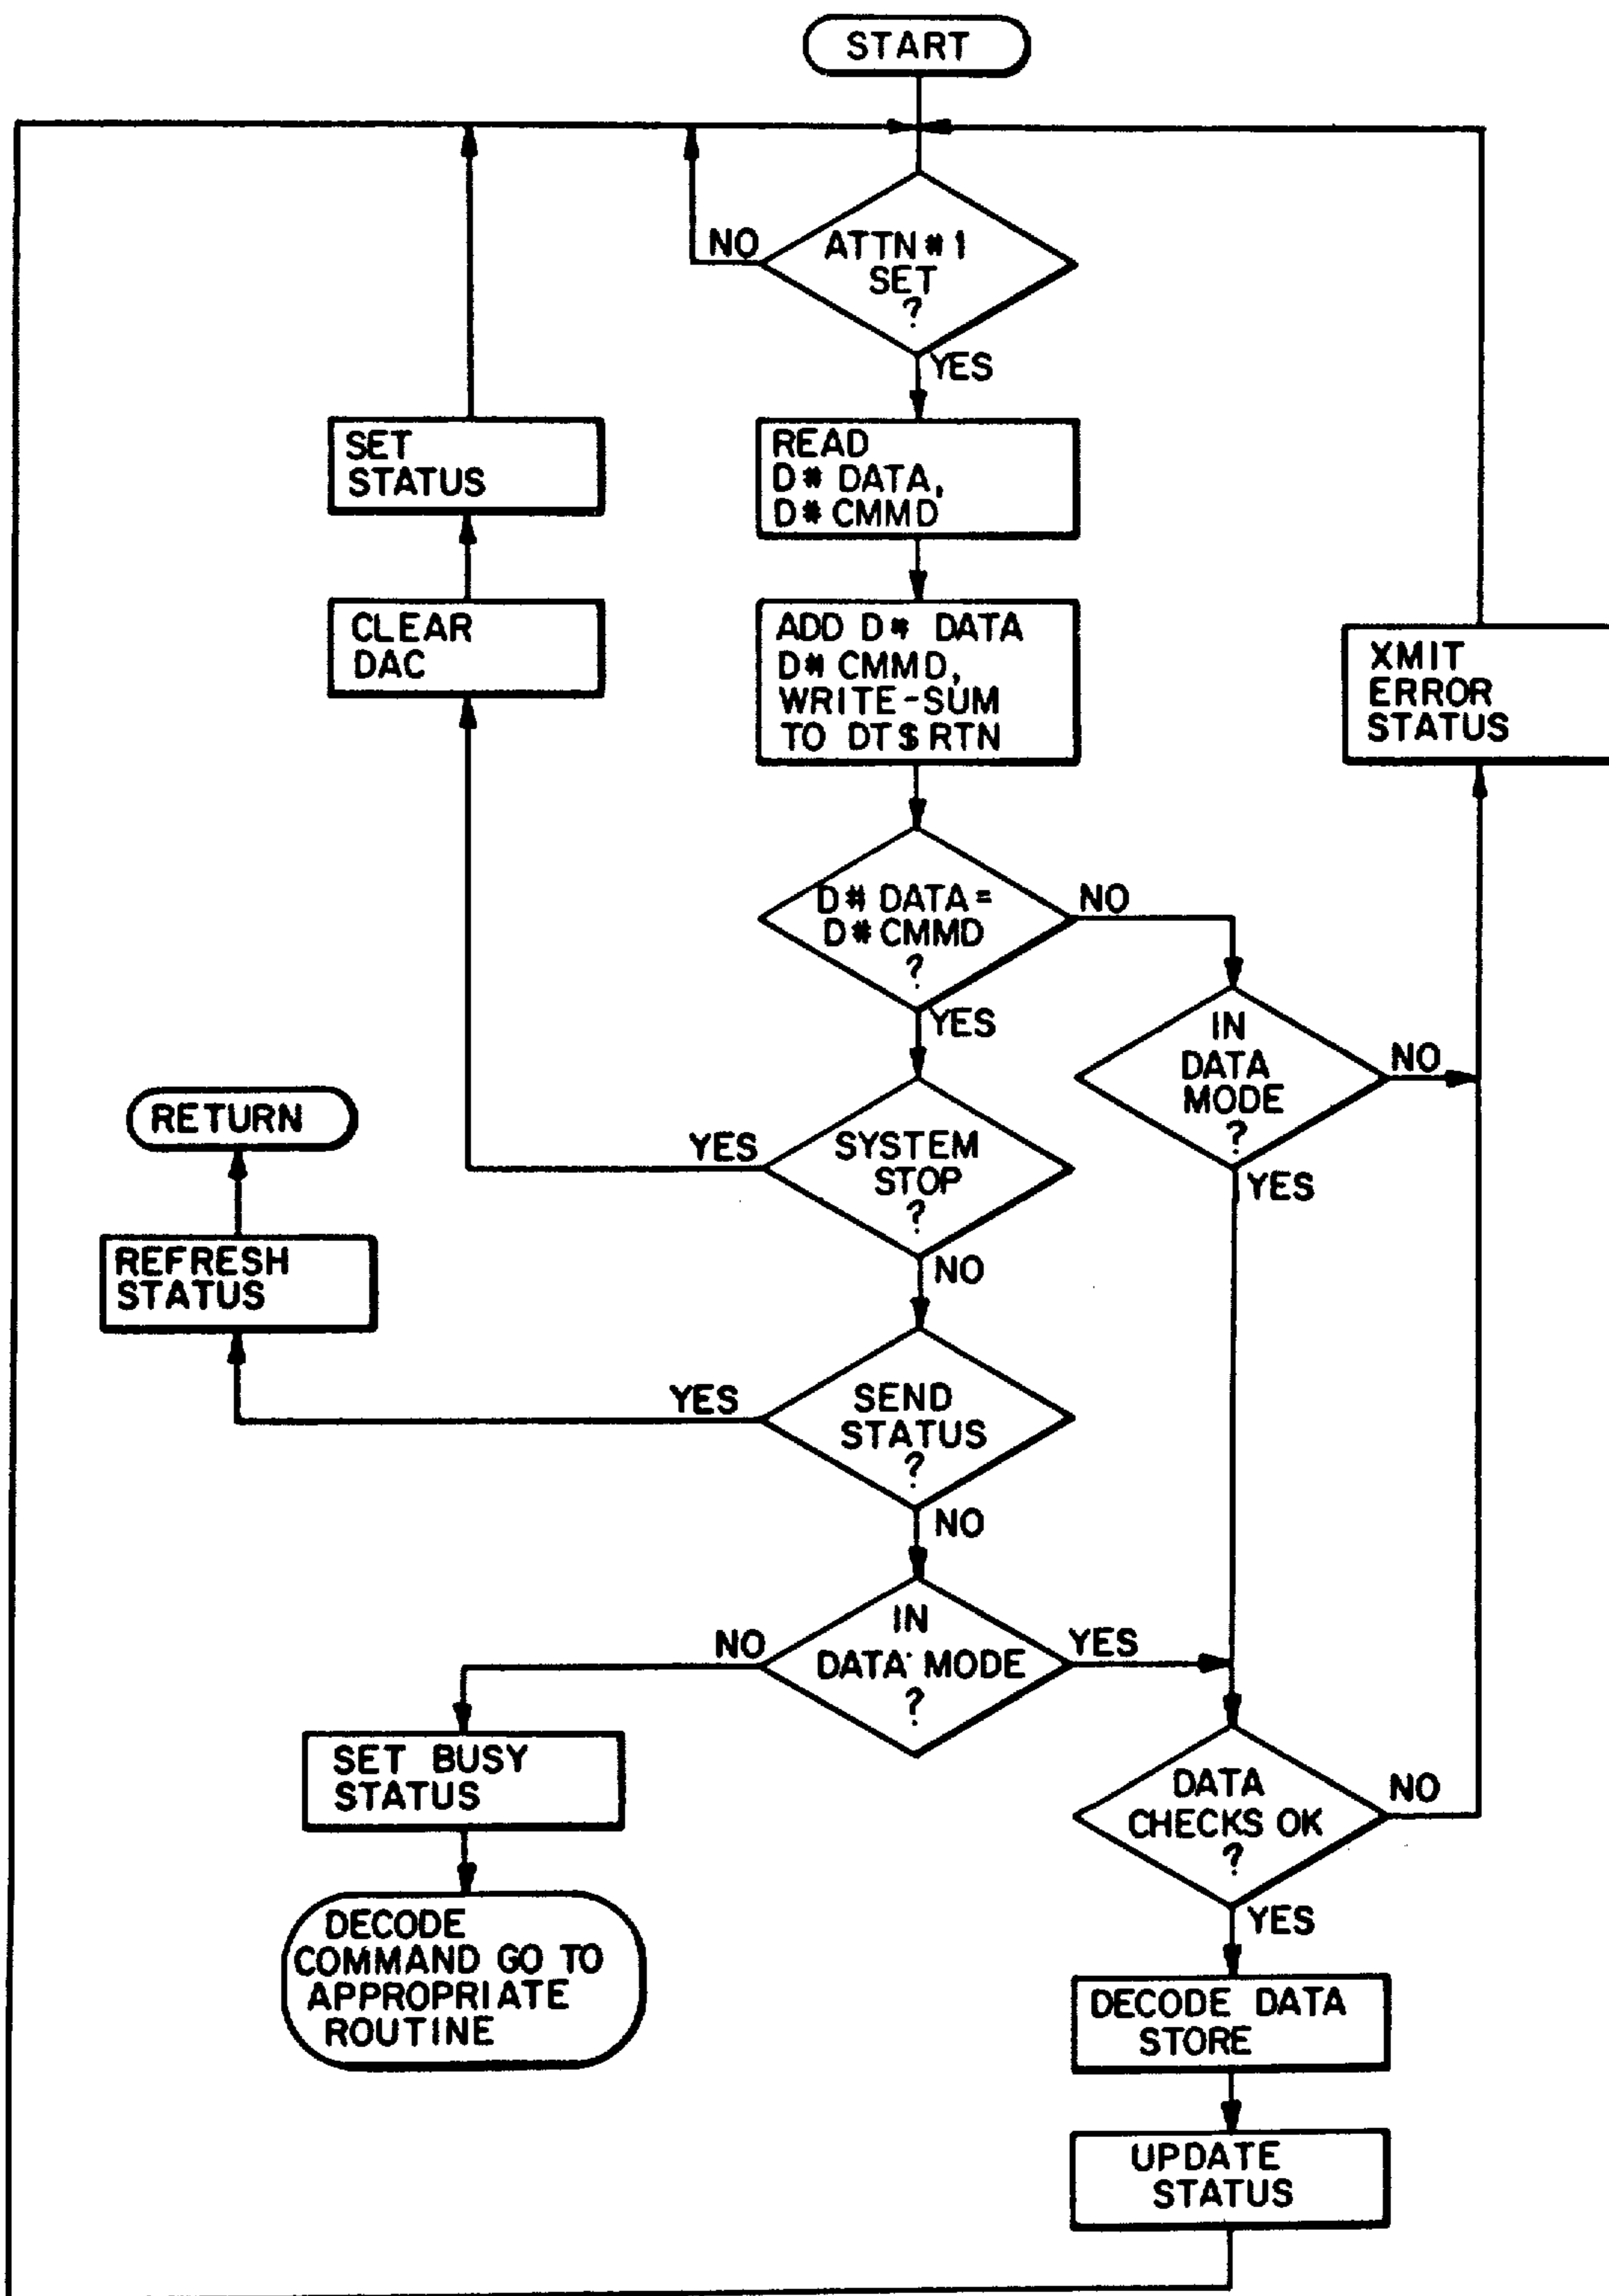 START
NO
ATTN#1
SET
?
YES
SET
STATUS
READ
D# DATA,
D# CMMD
CLEAR
DAC
ADD D# DATA
D# CMMD,
WRITE-SUM
TO DT$RTN
XMIT
ERROR
STATUS
D# DATA=
D# CMMD
?
NO
YES
IN
DATA
MODE
?
NO
YES
RETURN
YES
SYSTEM
STOP
?
NO
REFRESH
STATUS
YES
SEND
STATUS
?
NO
NO
IN
DATA MODE
?
YES
SET BUSY
STATUS
DATA
CHECKS OK
?
NO
YES
DECODE
COMMAND GO TO
APPROPRIATE
ROUTINE
DECODE DATA
STORE
UPDATE
STATUS